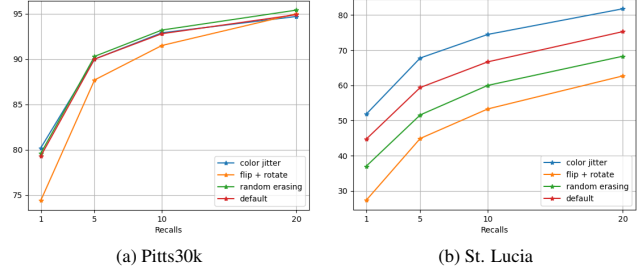 95
90
85
80
75
1
5
10
20
Recalls
color jitter
flip + rotate
random erasing
default
(a) Pitts30k
80
70
60
50
40
30
1
5
10
20
Recalls
color jitter
flip + rotate
random erasing
default
(b) St. Lucia